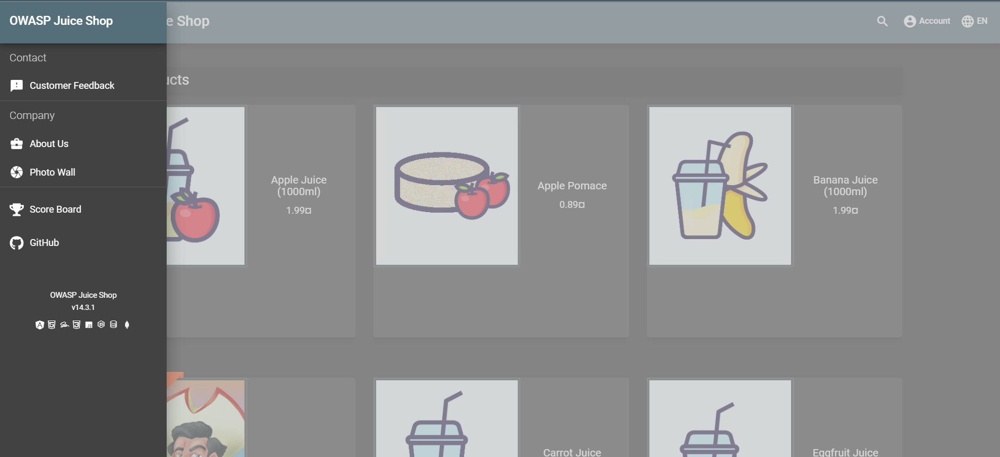 OWASP Juice Shop
e Shop
Account
EN
Contact
Customer Feedback
Company
About Us
Photo Wall
Score Board
GitHub
OWASP Juice Shop
v14.3.1
ucts
Apple Juice
(1000ml)
1.99¤
Apple Pomace
0.89¤
Banana Juice
(1000ml)
1.99¤
Carrot Juice
Eggfruit Juice